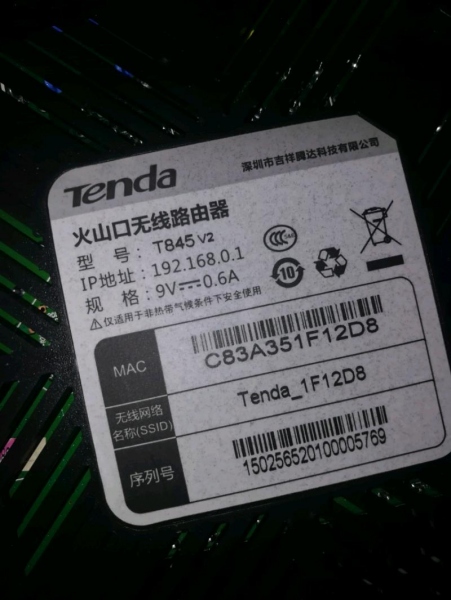 Tenda
深圳市吉祥腾达科技有限公司
火山口无线路由器
型 号: T845 V2
IP地址: 192.168.0.1
规 格: 9V⎓0.6A
⚠仅适用于非热带气候条件下安全使用
10
MAC
C83A351F12D8
无线网络
名称(SSID)
Tenda_1F12D8
序列号
150256520100005769